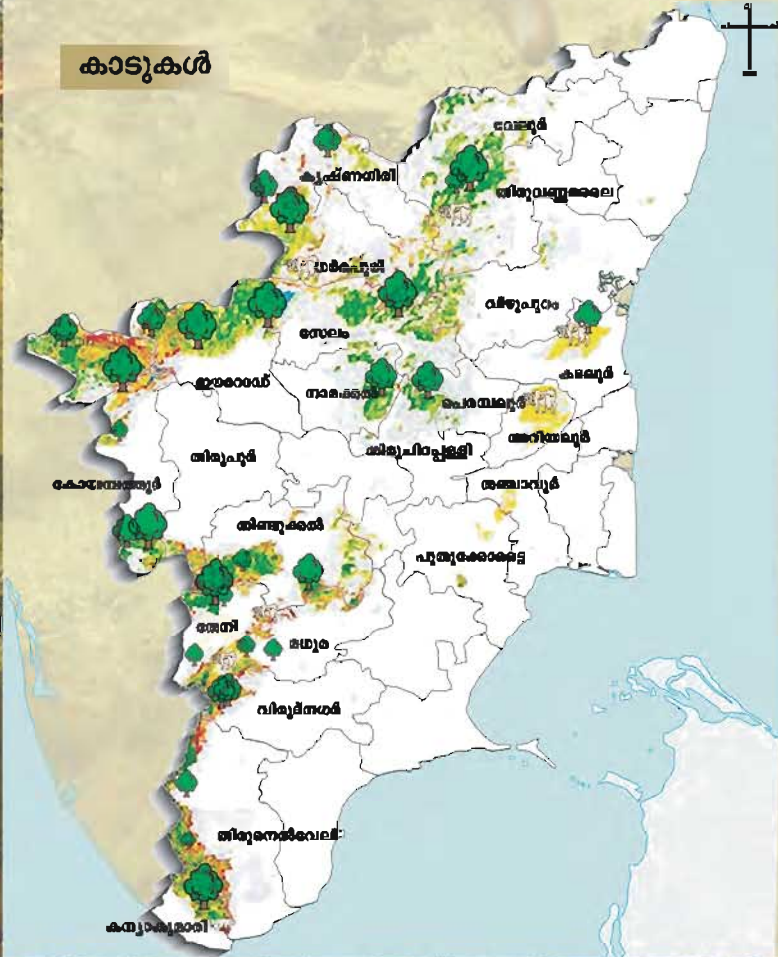 കാടുകൾ
വേലൂർ
കൃഷ്ണഗിരി
തിരുവണ്ണാമലൈ
ധർമപുരി
വിഴുപുരം
സേലം
ഈറോഡ്
കടലൂർ
നാമക്കൽ
പെരമ്പലൂർ
അറിയലൂർ
തിരുപൂർ
തിരുചിറപ്പള്ളി
കോയമ്പത്തൂർ
തഞ്ചാവൂർ
തിണ്ടുക്കൽ
പുതുക്കോട്ടൈ
തേനി
മധുര
വിരുദ്നഗർ
തിരുനെൽവേലി
കന്യാകുമാരി